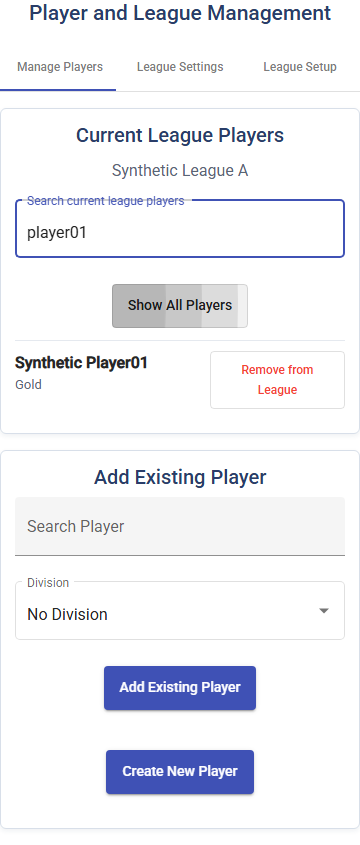 Player and League Management
Manage Players
League Settings
League Setup
Current League Players
Synthetic League A
Search current league players
player01
Show All Players
Synthetic Player01
Gold
Remove from
League
Add Existing Player
Search Player
Division
No Division
Add Existing Player
Create New Player